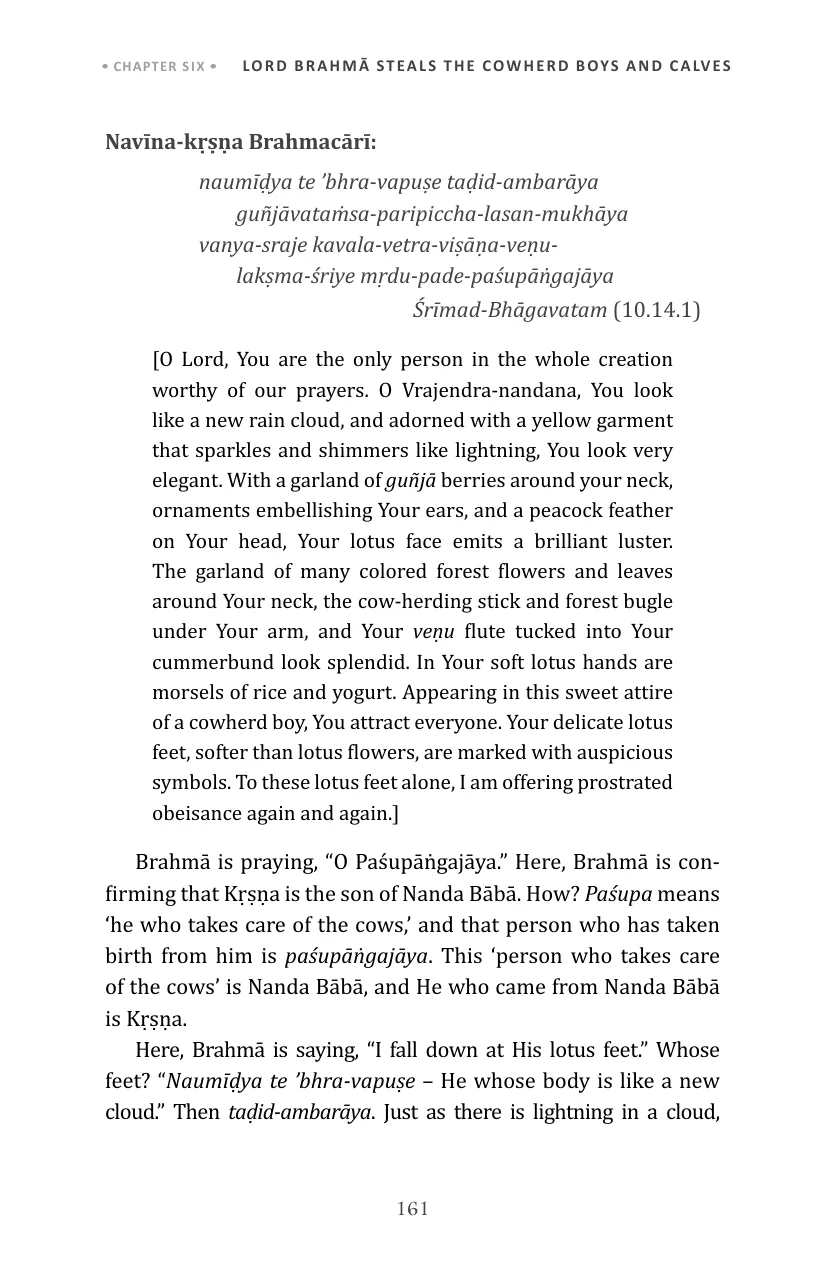 • CHAPTER SIX • LORD BRAHMĀ STEALS THE COWHERD BOYS AND CALVES
Navīna-kṛṣṇa Brahmacārī:
naumīḍya te ’bhra-vapuṣe taḍid-ambarāya
guñjāvataṁsa-paripiccha-lasan-mukhāya
vanya-sraje kavala-vetra-viṣāṇa-veṇu-
lakṣma-śriye mṛdu-pade-paśupāṅgajāya
Śrīmad-Bhāgavatam (10.14.1)
[O Lord, You are the only person in the whole creation
worthy of our prayers. O Vrajendra-nandana, You look
like a new rain cloud, and adorned with a yellow garment
that sparkles and shimmers like lightning, You look very
elegant. With a garland of guñjā berries around your neck,
ornaments embellishing Your ears, and a peacock feather
on Your head, Your lotus face emits a brilliant luster.
The garland of many colored forest flowers and leaves
around Your neck, the cow-herding stick and forest bugle
under Your arm, and Your veṇu flute tucked into Your
cummerbund look splendid. In Your soft lotus hands are
morsels of rice and yogurt. Appearing in this sweet attire
of a cowherd boy, You attract everyone. Your delicate lotus
feet, softer than lotus flowers, are marked with auspicious
symbols. To these lotus feet alone, I am offering prostrated
obeisance again and again.]
Brahmā is praying, “O Paśupāṅgajāya.” Here, Brahmā is con-
firming that Kṛṣṇa is the son of Nanda Bābā. How? Paśupa means
‘he who takes care of the cows,’ and that person who has taken
birth from him is paśupāṅgajāya. This ‘person who takes care
of the cows’ is Nanda Bābā, and He who came from Nanda Bābā
is Kṛṣṇa.
Here, Brahmā is saying, “I fall down at His lotus feet.” Whose
feet? “Naumīḍya te ’bhra-vapuṣe – He whose body is like a new
cloud.” Then taḍid-ambarāya. Just as there is lightning in a cloud,
161